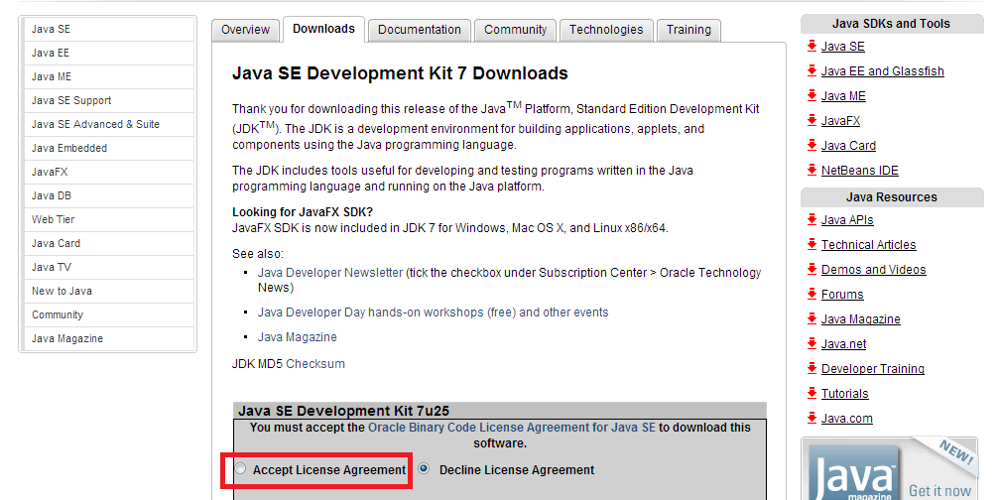 Java SE
Java EE
Java ME
Java SE Support
Java SE Advanced & Suite
Java Embedded
JavaFX
Java DB
Web Tier
Java Card
Java TV
New to Java
Community
Java Magazine
Overview
Downloads
Documentation
Community
Technologies
Training
Java SE Development Kit 7 Downloads
Thank you for downloading this release of the Java™ Platform, Standard Edition Development Kit
(JDK™). The JDK is a development environment for building applications, applets, and
components using the Java programming language.
The JDK includes tools useful for developing and testing programs written in the Java
programming language and running on the Java platform.
Looking for JavaFX SDK?
JavaFX SDK is now included in JDK 7 for Windows, Mac OS X, and Linux x86/x64.
See also:
Java Developer Newsletter (tick the checkbox under Subscription Center > Oracle Technology
News)
Java Developer Day hands-on workshops (free) and other events
Java Magazine
JDK MD5 Checksum
Java SE Development Kit 7u25
You must accept the Oracle Binary Code License Agreement for Java SE to download this
software.
Accept License Agreement
Decline License Agreement
Java SDKs and Tools
Java SE
Java EE and Glassfish
Java ME
JavaFX
Java Card
NetBeans IDE
Java Resources
Java APIs
Technical Articles
Demos and Videos
Forums
Java Magazine
Java.net
Developer Training
Tutorials
Java.com
NEW!
Java™
magazine
Get it now